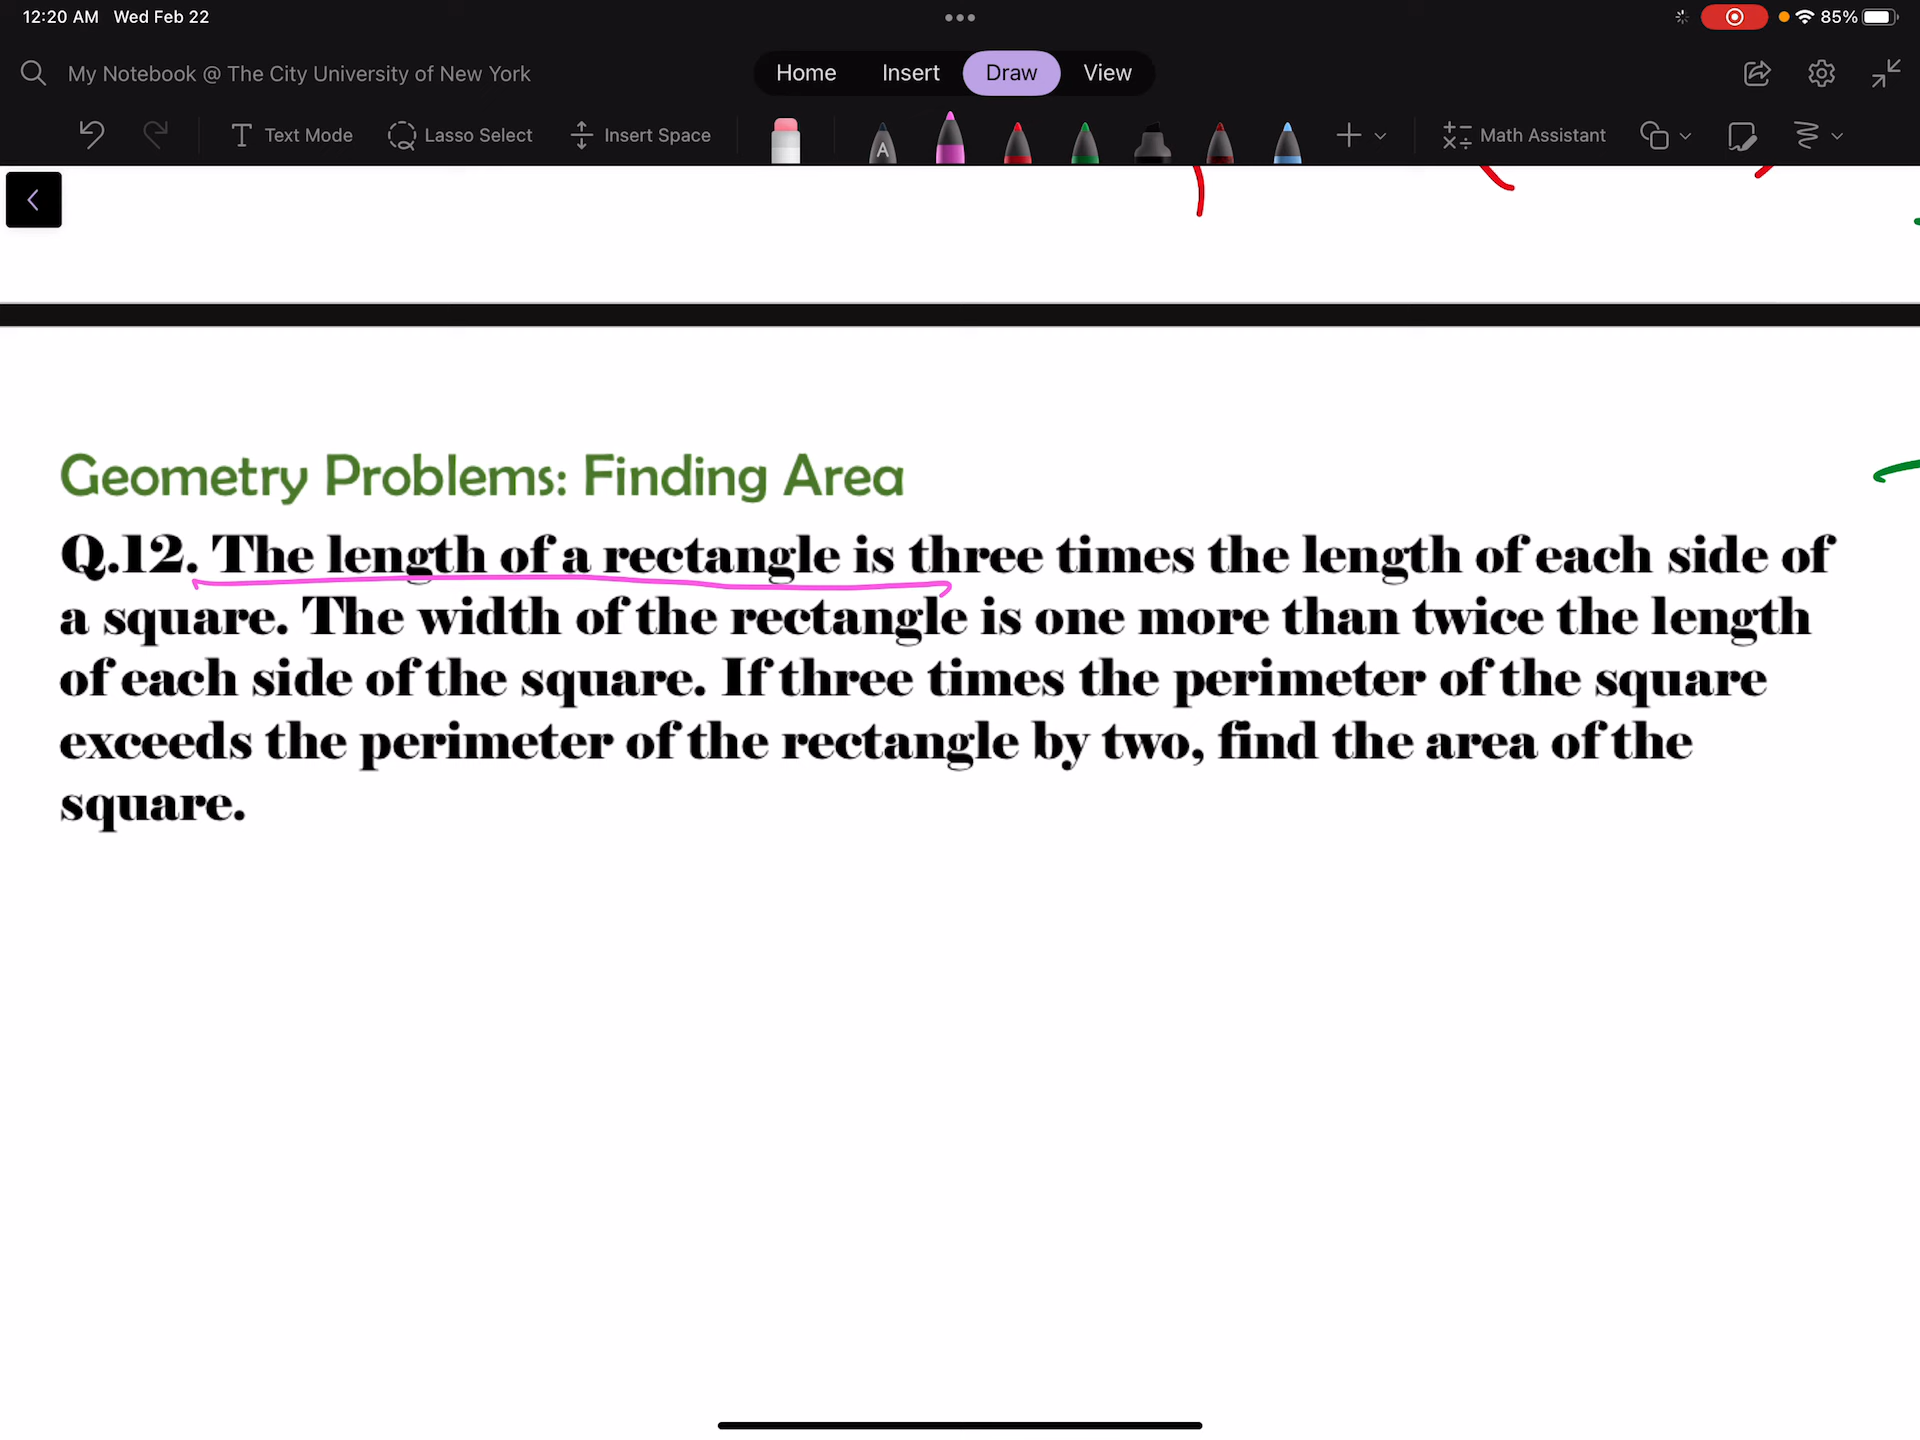 12:20 AM Wed Feb 22
85%
My Notebook @ The City University of New York
Home Insert Draw View
Text Mode Lasso Select Insert Space A Math Assistant
Geometry Problems: Finding Area
Q.12. The length of a rectangle is three times the length of each side of
a square. The width of the rectangle is one more than twice the length
of each side of the square. If three times the perimeter of the square
exceeds the perimeter of the rectangle by two, find the area of the
square.